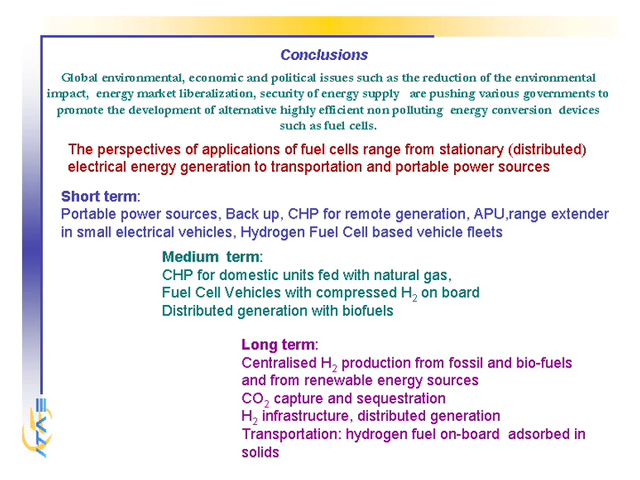 Conclusions
Global environmental, economic and political issues such as the reduction of the environmental
impact, energy market liberalization, security of energy supply are pushing various governments to
promote the development of alternative highly efficient non polluting energy conversion devices
such as fuel cells.
The perspectives of applications of fuel cells range from stationary (distributed)
electrical energy generation to transportation and portable power sources
Short term:
Portable power sources, Back up, CHP for remote generation, APU,range extender
in small electrical vehicles, Hydrogen Fuel Cell based vehicle fleets
Medium term:
CHP for domestic units fed with natural gas,
Fuel Cell Vehicles with compressed H2 on board
Distributed generation with biofuels
Long term:
Centralised H2 production from fossil and bio-fuels
and from renewable energy sources
CO2 capture and sequestration
H2 infrastructure, distributed generation
Transportation: hydrogen fuel on-board adsorbed in
solids